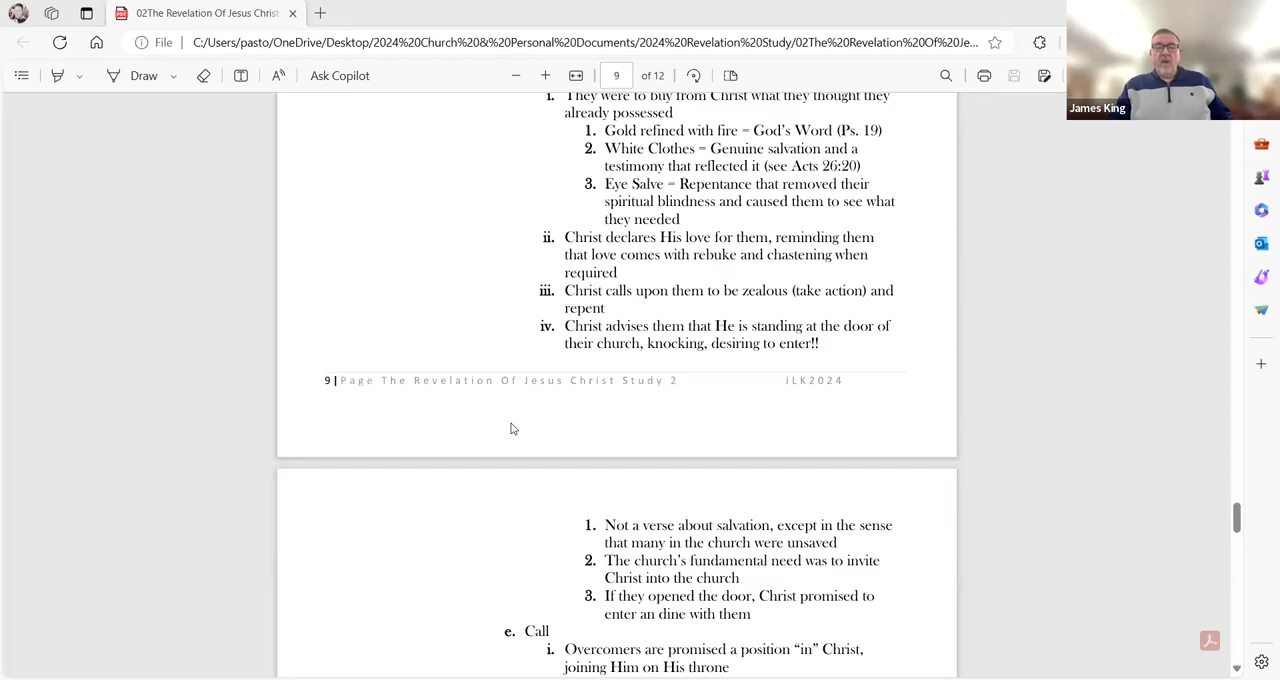 02The Revelation Of Jesus Christ
File
C:/Users/pasto/OneDrive/Desktop/2024%20Church%20&%20Personal%20Documents/2024%20Revelation%20Study/02The%20Revelation%20Of%20Je...
Draw
Ask Copilot
9 of 12
James King
i. They were to buy from Christ what they thought they
already possessed
1. Gold refined with fire = God's Word (Ps. 19)
2. White Clothes = Genuine salvation and a
testimony that reflected it (see Acts 26:20)
3. Eye Salve = Repentance that removed their
spiritual blindness and caused them to see what
they needed
ii. Christ declares His love for them, reminding them
that love comes with rebuke and chastening when
required
iii. Christ calls upon them to be zealous (take action) and
repent
iv. Christ advises them that He is standing at the door of
their church, knocking, desiring to enter!!
9|Page The Revelation Of Jesus Christ Study 2 JLK2024
1. Not a verse about salvation, except in the sense
that many in the church were unsaved
2. The church's fundamental need was to invite
Christ into the church
3. If they opened the door, Christ promised to
enter an dine with them
e. Call
i. Overcomers are promised a position “in” Christ,
joining Him on His throne